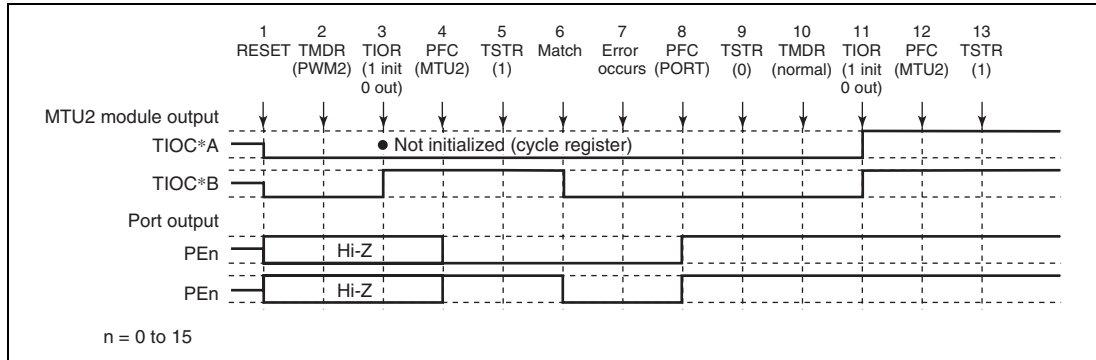 1 2 3 4 5 6 7 8 9 10 11 12 13
RESET TMDR TIOR PFC TSTR Match Error PFC TSTR TMDR TIOR PFC TSTR
(PWM2) (1 init (MTU2) (1) occurs (PORT) (0) (normal) (1 init (MTU2) (1)
0 out) 0 out)
MTU2 module output
TIOC*A
● Not initialized (cycle register)
TIOC*B
Port output
PEn Hi-Z
PEn Hi-Z
n = 0 to 15